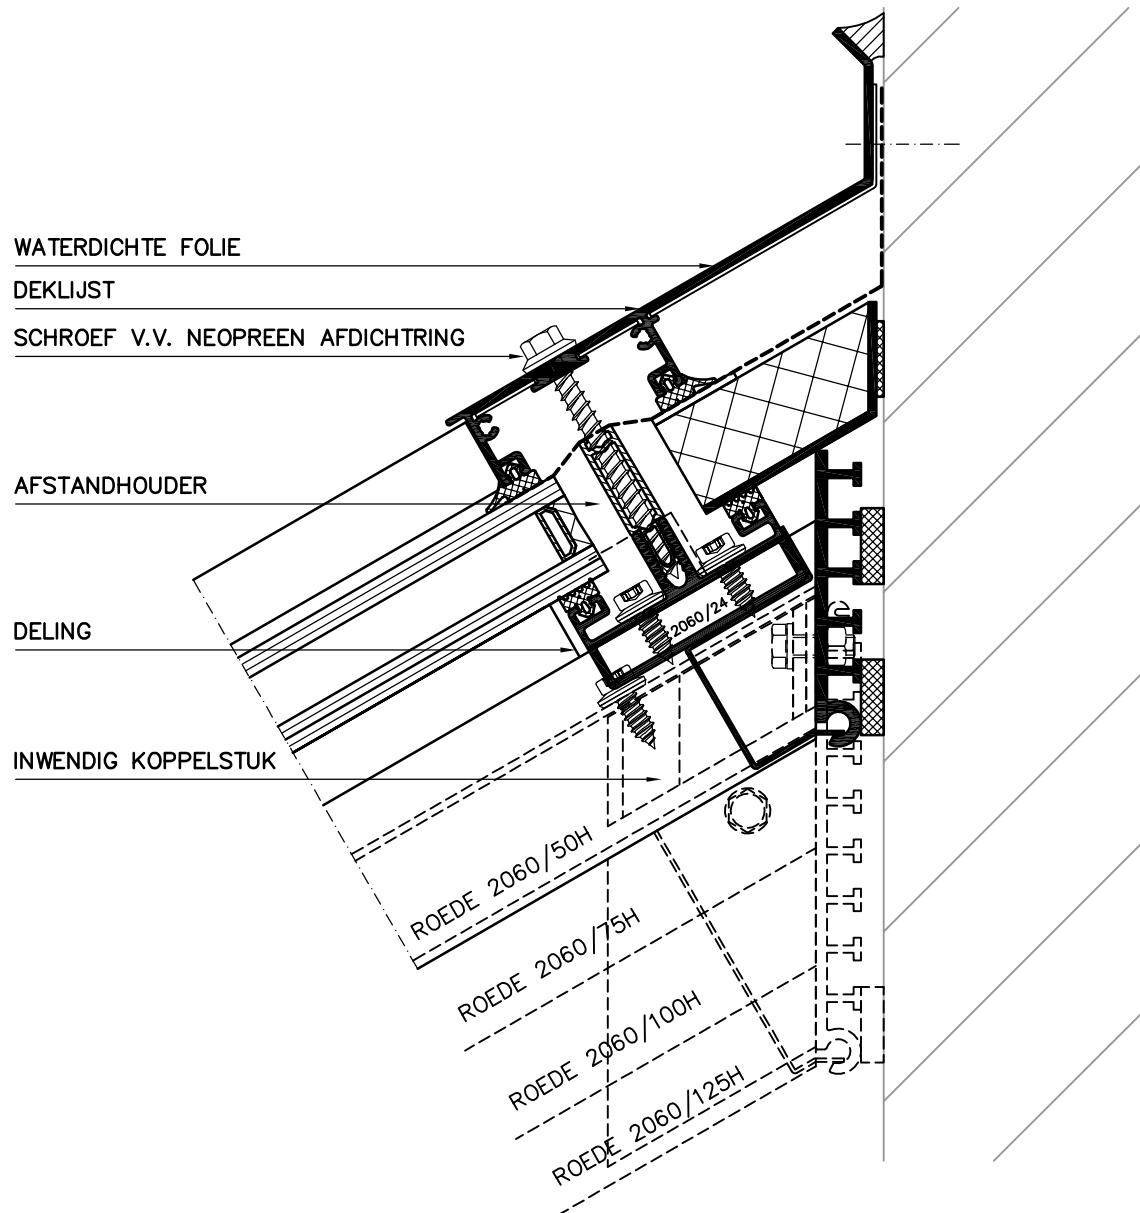 WATERDICHTE FOLIE
DEKLIJST
SCHROEF V.V. NEOPREEN AFDICHTRING
AFSTANDHOUDER
2060/24
DELING
INWENDIG KOPPELSTUK
ROEDE 2060/50H
ROEDE 2060/75H
ROEDE 2060/100H
ROEDE 2060/125H